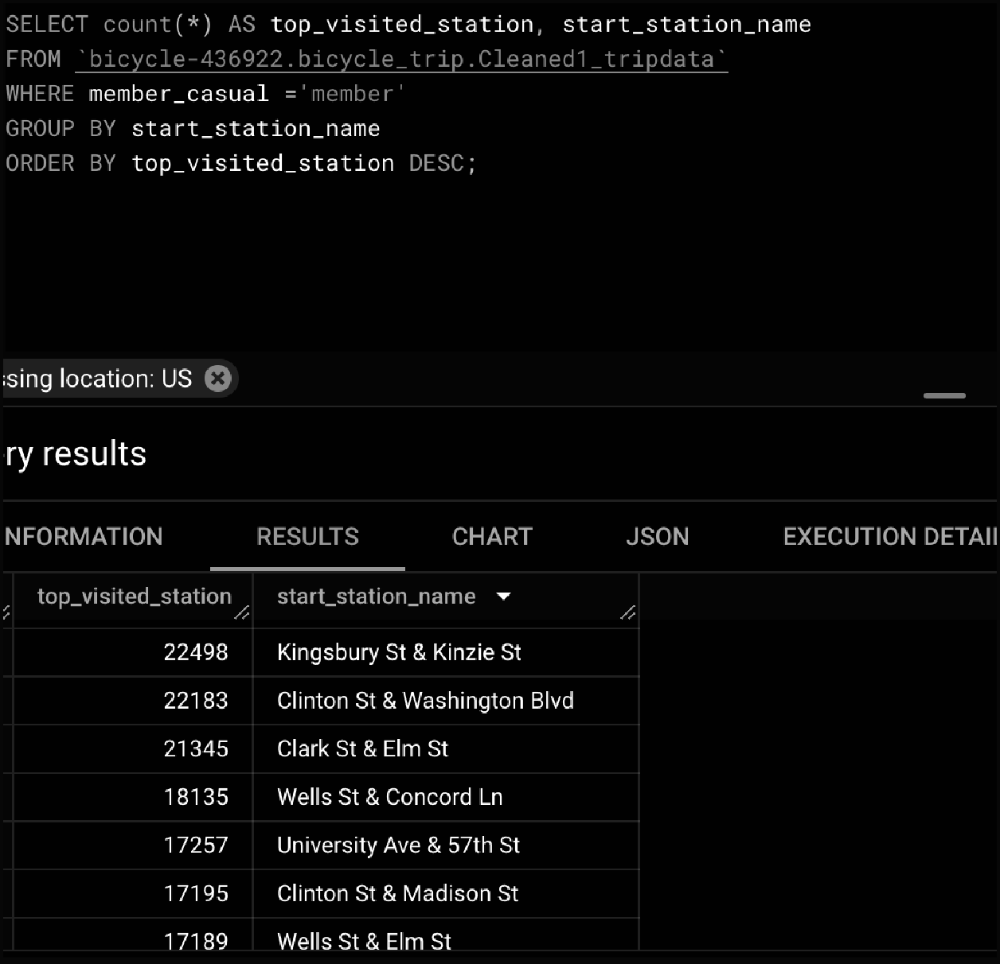 SELECT count(*) AS top_visited_station, start_station_name
FROM `bicycle-436922.bicycle_trip.Cleaned1_tripdata`
WHERE member_casual ='member'
GROUP BY start_station_name
ORDER BY top_visited_station DESC;
ssing location: US
ry results
NFORMATION RESULTS CHART JSON EXECUTION DETAIL
top_visited_station start_station_name
22498 Kingsbury St & Kinzie St
22183 Clinton St & Washington Blvd
21345 Clark St & Elm St
18135 Wells St & Concord Ln
17257 University Ave & 57th St
17195 Clinton St & Madison St
17189 Wells St & Elm St